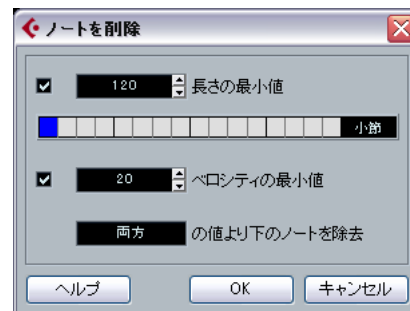 ノートを削除
120 長さの最小値
小節
20 ベロシティの最小値
両方 の値より下のノートを除去
ヘルプ OK キャンセル